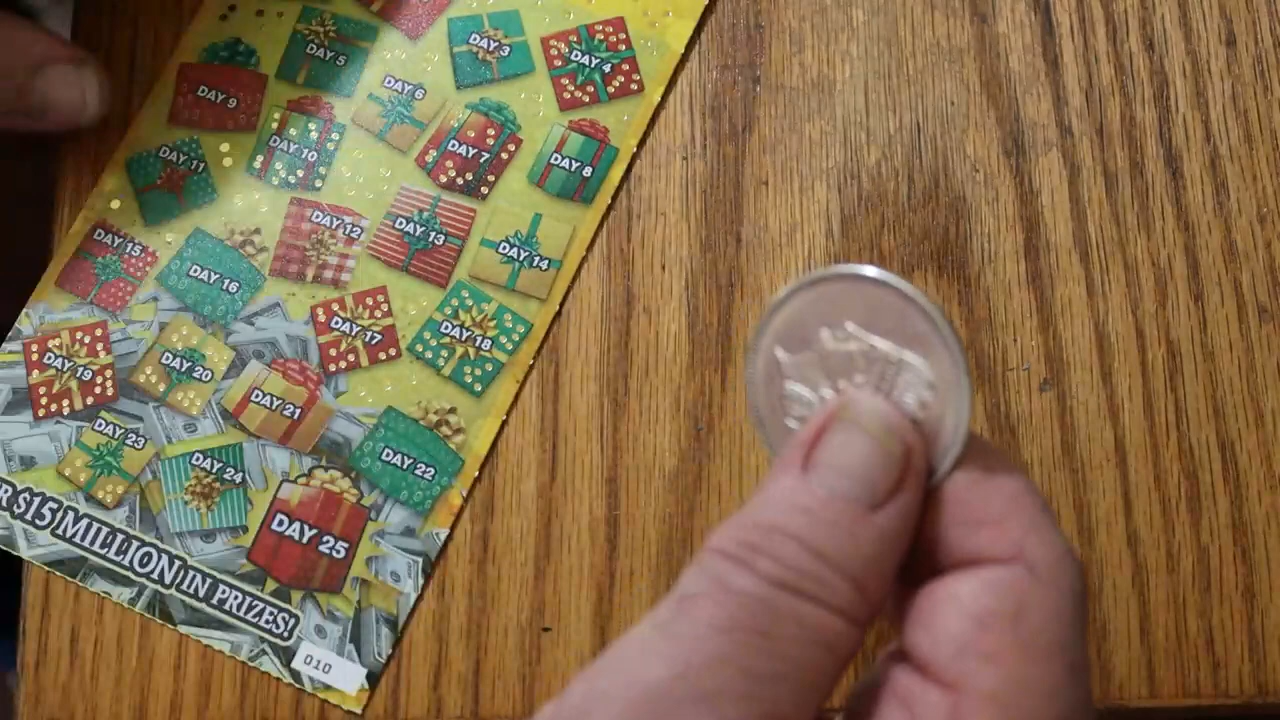 DAY 3
DAY 4
DAY 5
DAY 6
DAY 7
DAY 8
DAY 9
DAY 10
DAY 11
DAY 12
DAY 13
DAY 14
DAY 15
DAY 16
DAY 17
DAY 18
DAY 19
DAY 20
DAY 21
DAY 22
DAY 23
DAY 24
DAY 25
$15 MILLION IN PRIZES!
010